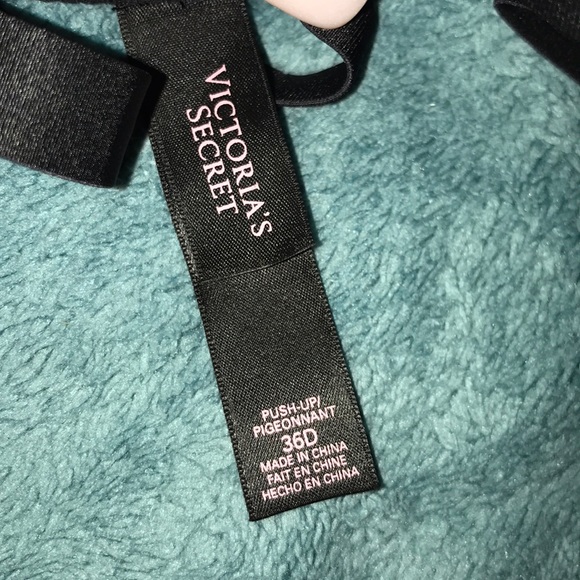 VICTORIA'S
SECRET
PUSH-UP/
PIGEONNANT
36D
MADE IN CHINA
FAIT EN CHINE
HECHO EN CHINA